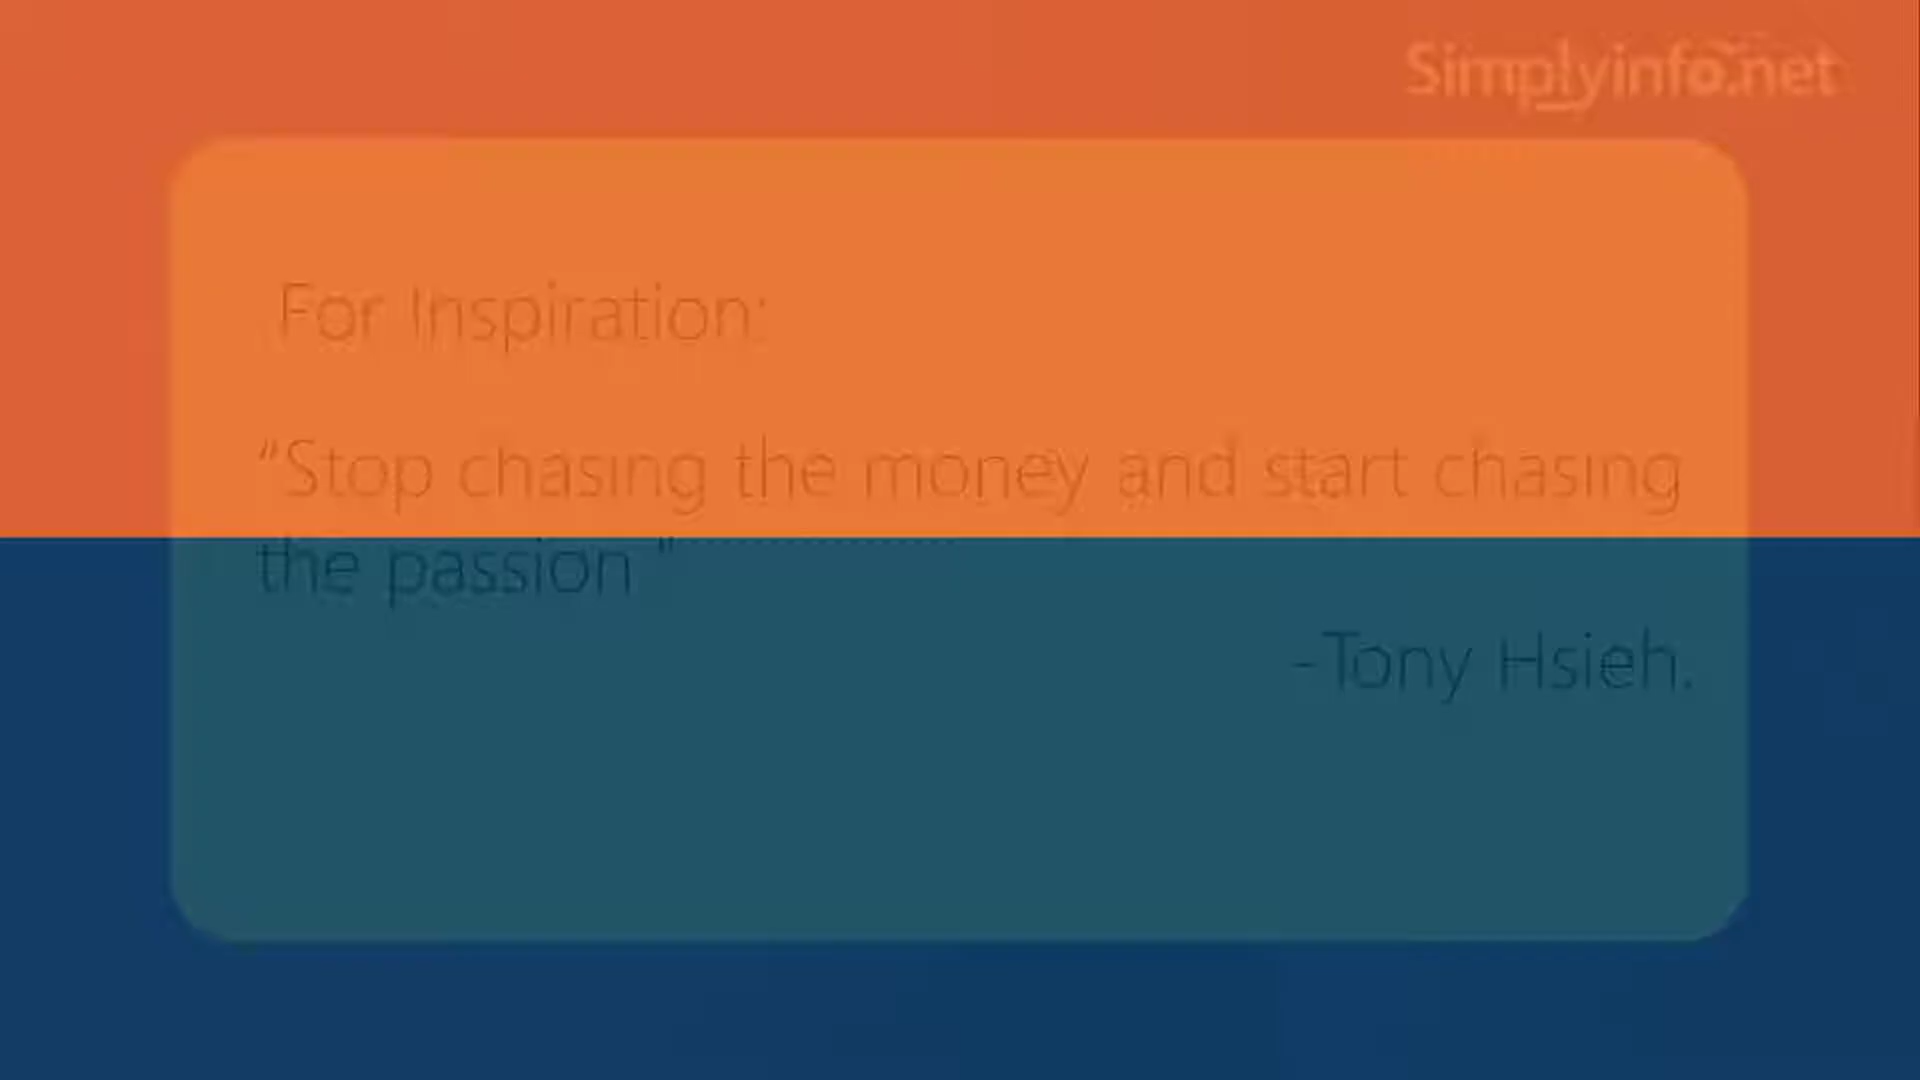 Simplyinfo.net
For Inspiration:
“Stop chasing the money and start chasing
the passion ”
-Tony Hsieh.